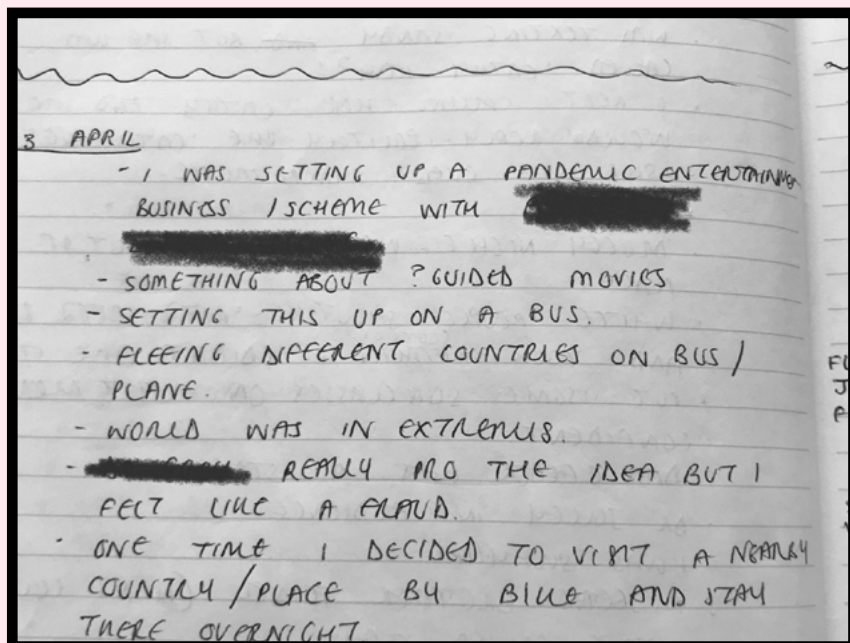 3 APRIL
- I WAS SETTING UP A PANDEMIC ENTERTAINMEN
BUSINESS / SCHEME WITH
- SOMETHING ABOUT ? GUIDED MOVIES
- SETTING THIS UP ON A BUS.
- FLEEING DIFFERENT COUNTRIES ON BUS /
PLANE.
- WORLD WAS IN EXTREMIS
- REALLY PRO THE IDEA BUT I
FELT LIKE A FRAUD.
- ONE TIME I DECIDED TO VISIT A NEARBY
COUNTRY / PLACE BY BIKE AND STAY
THERE OVERNIGHT